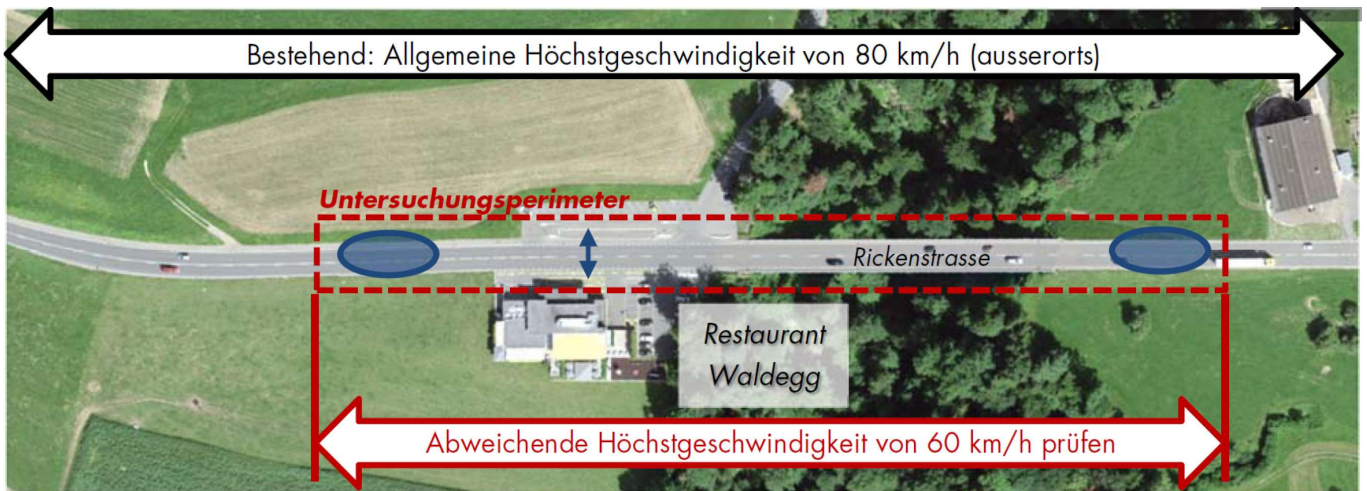 Bestehend: Allgemeine Höchstgeschwindigkeit von 80 km/h (ausserorts)
Untersuchungsperimeter
Rickenstrasse
Restaurant
Waldegg
Abweichende Höchstgeschwindigkeit von 60 km/h prüfen